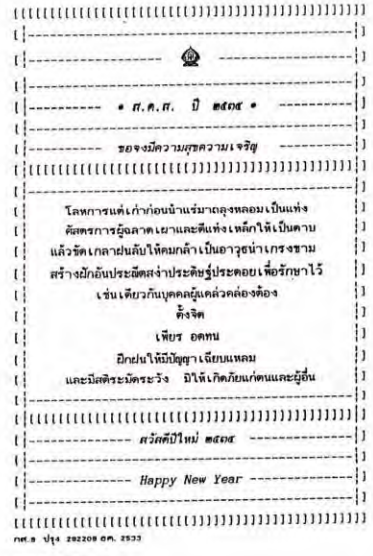 • ส.ค.ส. ปี ๒๕๓๔ •
ขอจงมีความสุขความเจริญ
โลหการแต่เก่าก่อนนำแร่มาถลุงหลอมเป็นแท่ง
คัสตรการผู้ฉลาดเผาและตีแท่งเหล็กให้เป็นดาบ
แล้วขัดเกลาฝนลับให้คมกล้าเป็นอาวุธน่าเกรงขาม
สร้างฝักอันประณีตสง่าประดิษฐ์ประดอยเพื่อรักษาไว้
เช่นเดียวกันบุคคลผู้แคล่วคล่องต้อง
ตั้งจิต
เพียร อดทน
ฝึกฝนให้มีปัญญาเฉียบแหลม
และมีสติระมัดระวัง มิให้เกิดภัยแก่ตนและผู้อื่น
สวัสดีปีใหม่ ๒๕๓๔
Happy New Year
กศ.9 ปรุง 292209 ธค. 2533